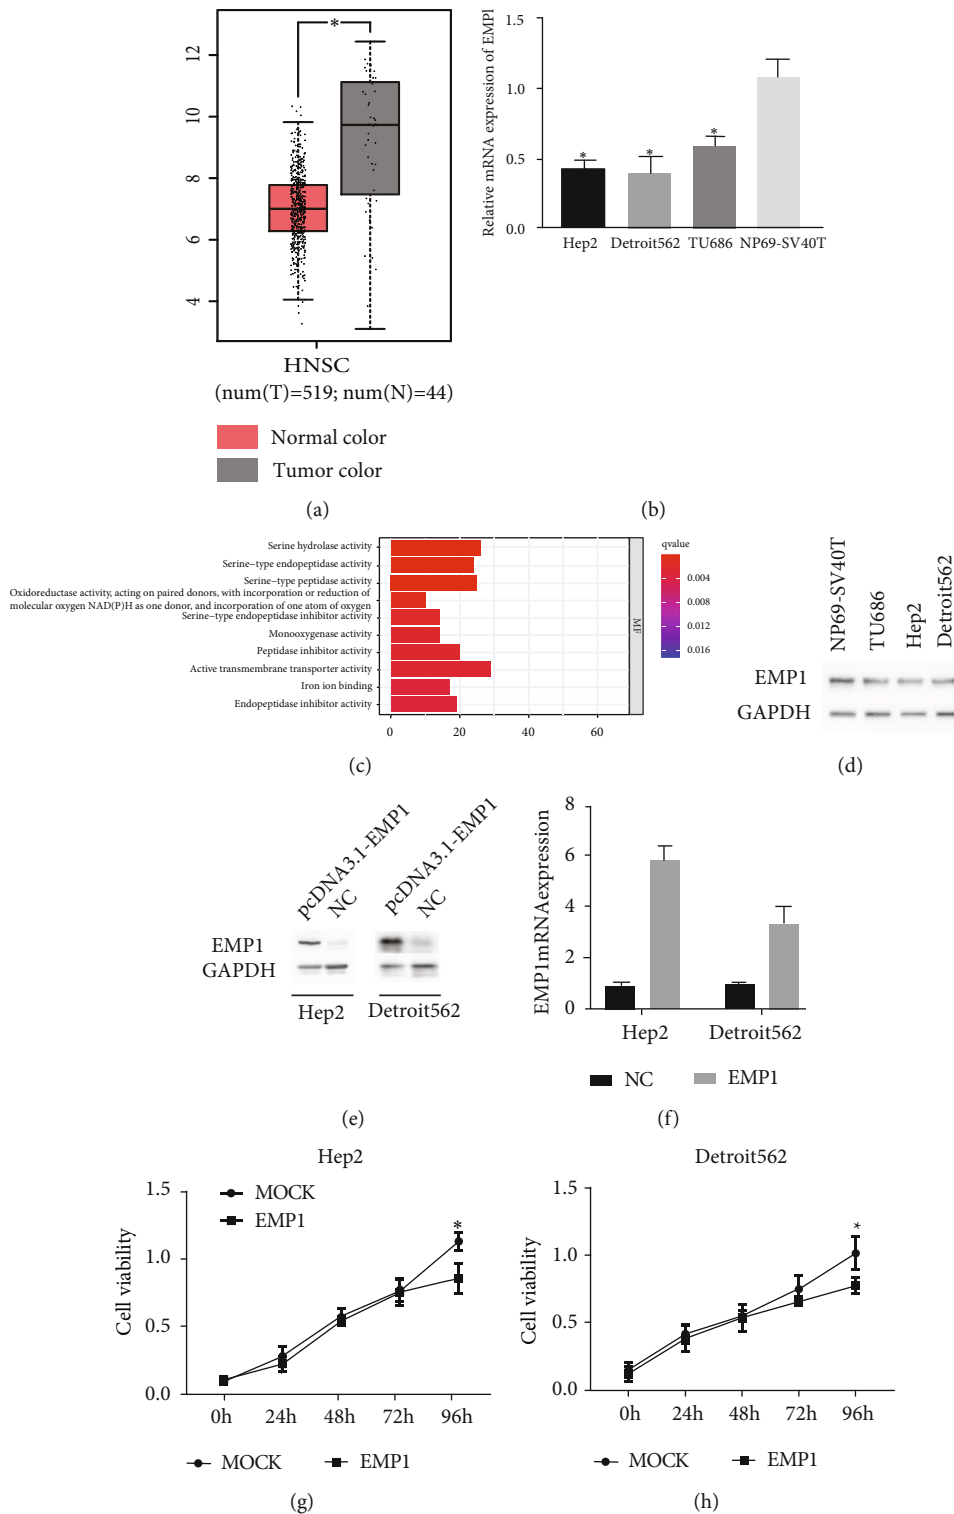 12
10
8
6
4
*
HNSC
(num(T)=519; num(N)=44)
Normal color
Tumor color
(a)
Relative mRNA expression of EMPl
1.5
1.0
0.5
0.0
*
*
*
Hep2 Detroit562 TU686 NP69-SV40T
(b)
Serine hydrolase activity
Serine−type endopeptidase activity
Serine−type peptidase activity
Oxidoreductase activity, acting on paired donors, with incorporation or reduction of
molecular oxygen NAD(P)H as one donor, and incorporation of one atom of oxygen
Serine−type endopeptidase inhibitor activity
Monooxygenase activity
Peptidase inhibitor activity
Active transmembrane transporter activity
Iron ion binding
Endopeptidase inhibitor activity
0 20 40 60
MF
qvalue
0.004
0.008
0.012
0.016
(c)
NP69-SV40T
TU686
Hep2
Detroit562
EMP1
GAPDH
(d)
pcDNA3.1-EMP1
NC
pcDNA3.1-EMP1
NC
EMP1
GAPDH
Hep2 Detroit562
(e)
EMP1mRNAexpression
8
6
4
2
0
Hep2 Detroit562
NC EMP1
(f)
Hep2
Cell viability
1.5
1.0
0.5
0.0
MOCK
EMP1
*
0h 24h 48h 72h 96h
MOCK EMP1
(g)
Detroit562
Cell viability
1.5
1.0
0.5
0.0
*
0h 24h 48h 72h 96h
MOCK EMP1
(h)